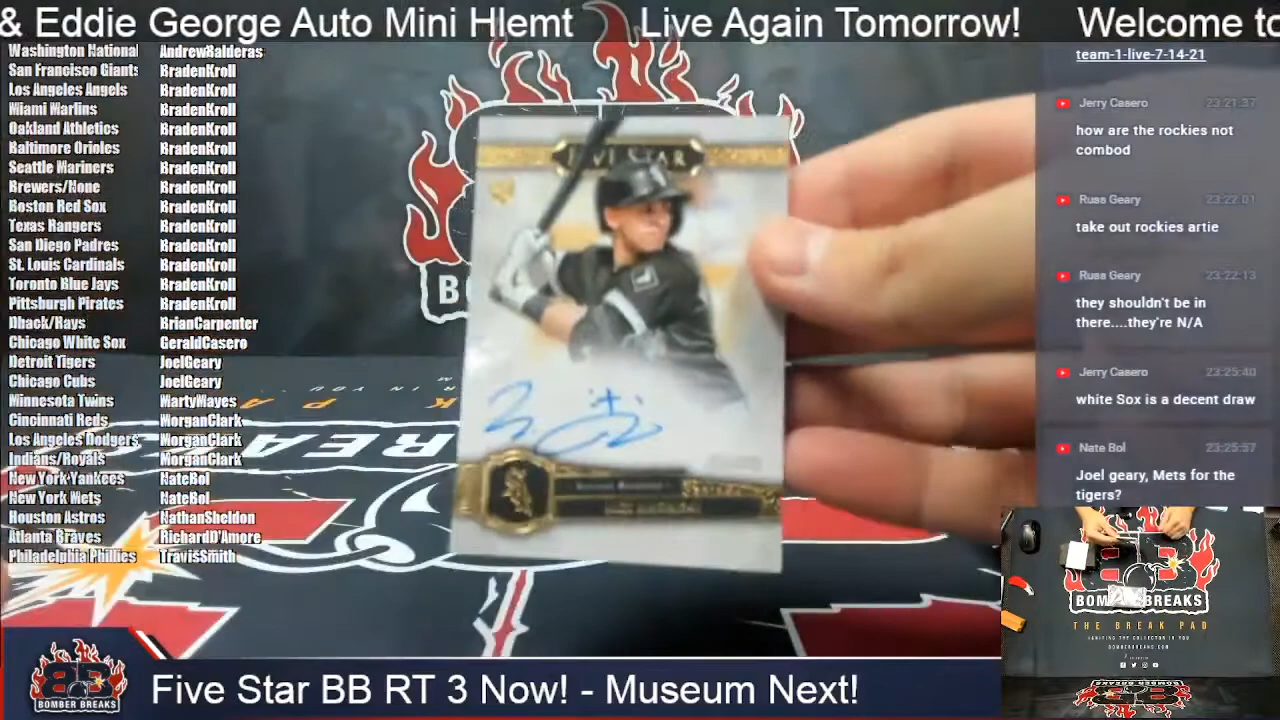 & Eddie George Auto Mini Hlemt Live Again Tomorrow! Welcome to
Washington National AndrewBalderas
San Francisco Giants BradenKroll
Los Angeles Angels BradenKroll
Miami Marlins BradenKroll
Oakland Athletics BradenKroll
Baltimore Orioles BradenKroll
Seattle Mariners BradenKroll
Brewers/None BradenKroll
Boston Red Sox BradenKroll
Texas Rangers BradenKroll
San Diego Padres BradenKroll
St. Louis Cardinals BradenKroll
Toronto Blue Jays BradenKroll
Pittsburgh Pirates BradenKroll
Dback/Rays BrianCarpenter
Chicago White Sox GeraldCasero
Detroit Tigers JoelGeary
Chicago Cubs JoelGeary
Minnesota Twins MartyWayes
Cincinnati Reds MorganClark
Los Angeles Dodgers MorganClark
Indians/Royals MorganClark
New York Yankees NateBol
New York Mets NateBol
Houston Astros NathanSheldon
Atlanta Braves RichardD'Amore
Philadelphia Phillies TravisSmith
FIVE STAR
team-1-live-7-14-21
Jerry Casero 23:21:37
how are the rockies not
combod
Russ Geary 23:22:01
take out rockies artie
Russ Geary 23:22:13
they shouldn't be in
there....they're N/A
Jerry Casero 23:25:40
white Sox is a decent draw
Nate Bol 23:25:57
Joel geary, Mets for the
tigers?
BOMBER BREAKS
THE BREAK PAD
BOMBER BREAKS
Five Star BB RT 3 Now! - Museum Next!